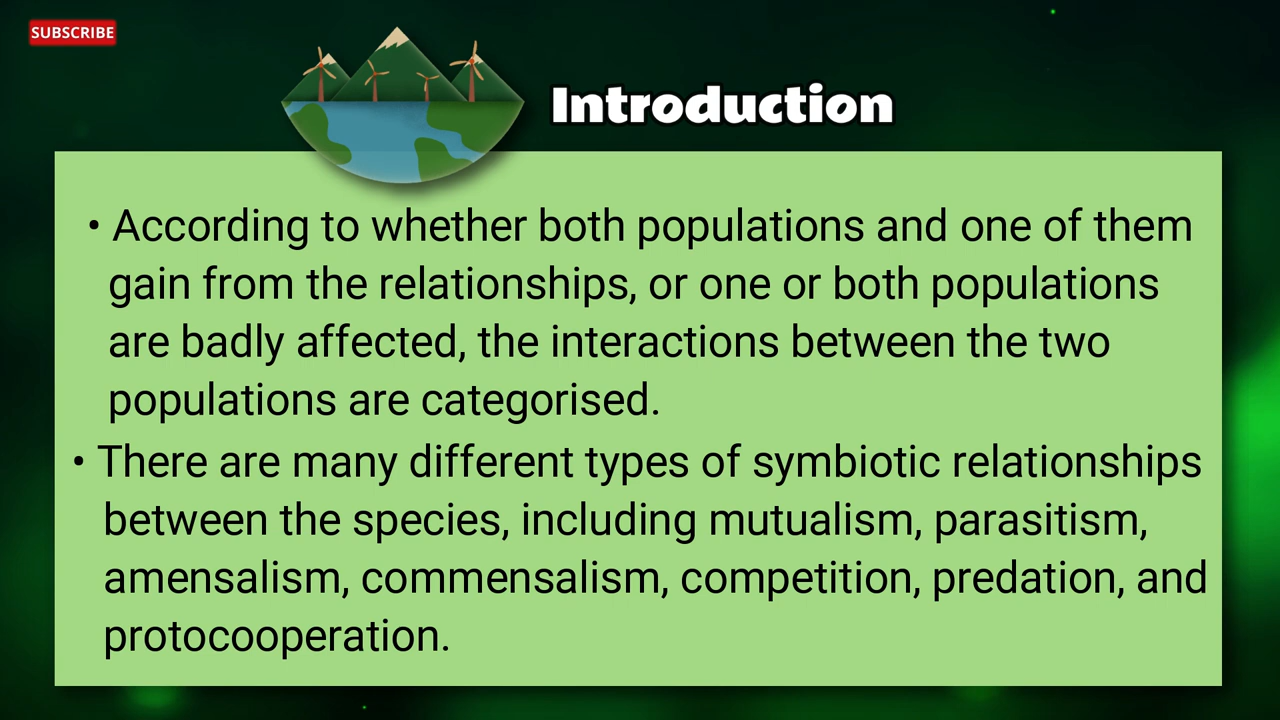 SUBSCRIBE
Introduction
• According to whether both populations and one of them
gain from the relationships, or one or both populations
are badly affected, the interactions between the two
populations are categorised.
• There are many different types of symbiotic relationships
between the species, including mutualism, parasitism,
amensalism, commensalism, competition, predation, and
protocooperation.